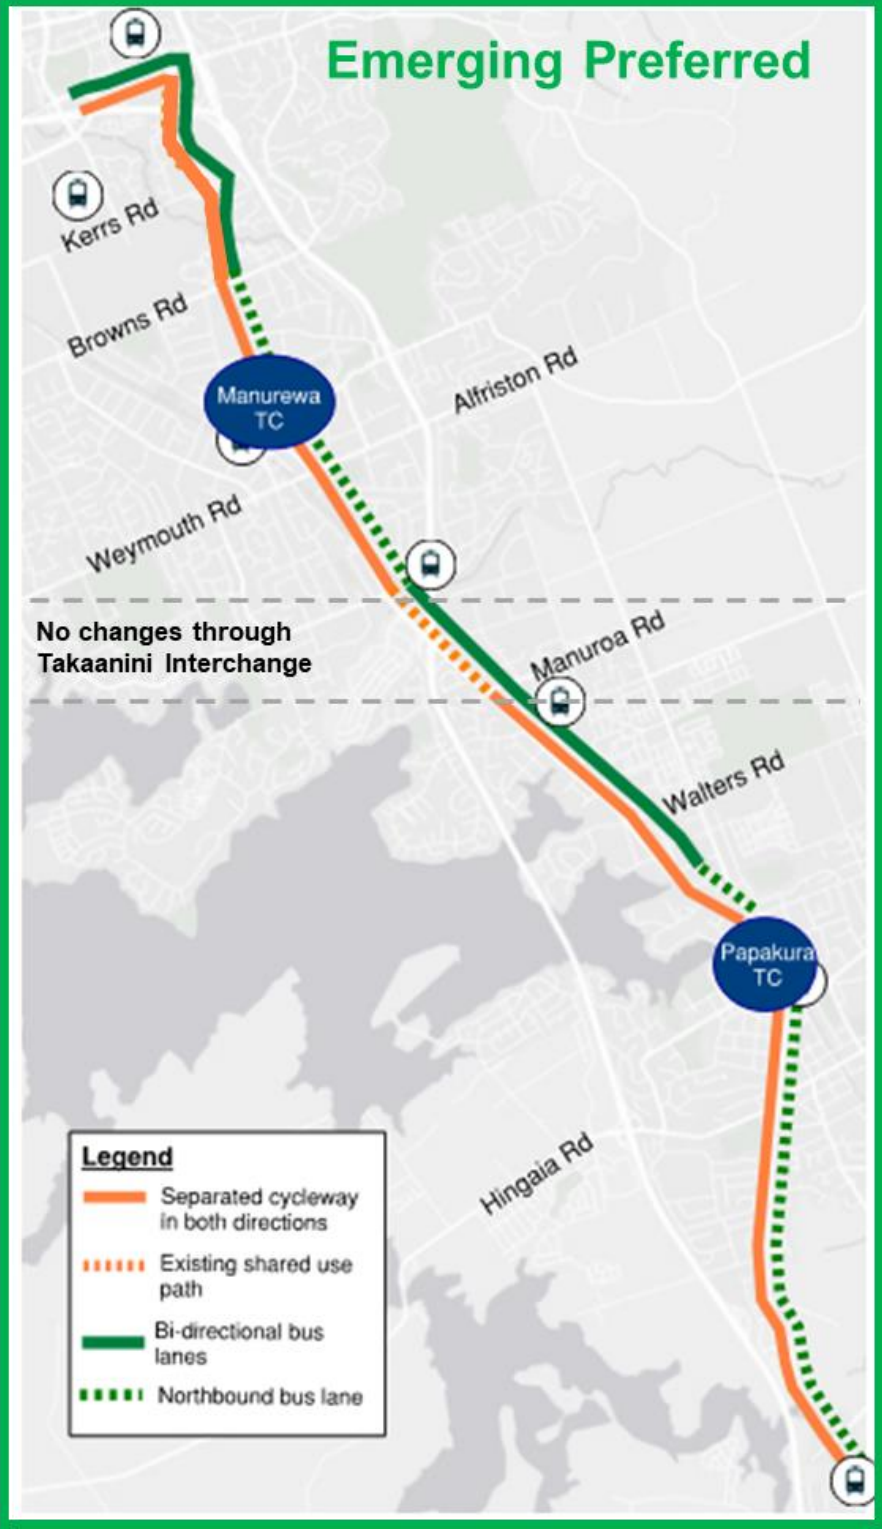 Emerging Preferred
Kerrs Rd
Browns Rd
Manurewa
TC
Alfriston Rd
Weymouth Rd
No changes through
Takaanini Interchange
Manuroa Rd
Walters Rd
Papakura
TC
Hingaia Rd
Legend
Separated cycleway
in both directions
Existing shared use
path
Bi-directional bus
lanes
Northbound bus lane